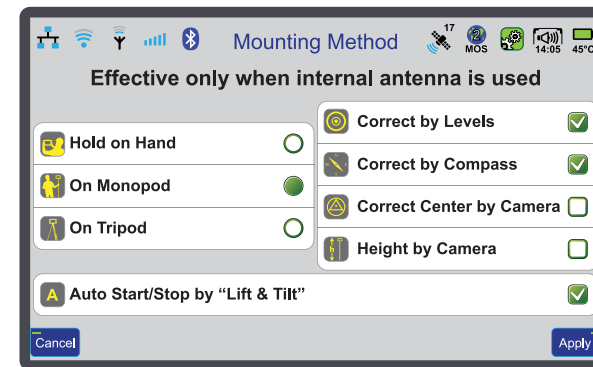 Mounting Method
17
2
MOS
14:05
45°C
Effective only when internal antenna is used
Hold on Hand
On Monopod
On Tripod
Correct by Levels
Correct by Compass
Correct Center by Camera
h
Height by Camera
A Auto Start/Stop by “Lift & Tilt”
Cancel
Apply